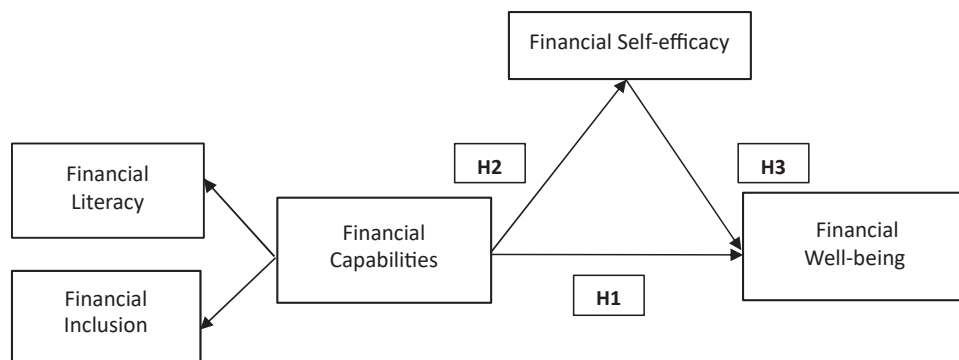 Financial Self-efficacy
H2
H3
Financial
Literacy
Financial
Capabilities
Financial
Well-being
Financial
Inclusion
H1